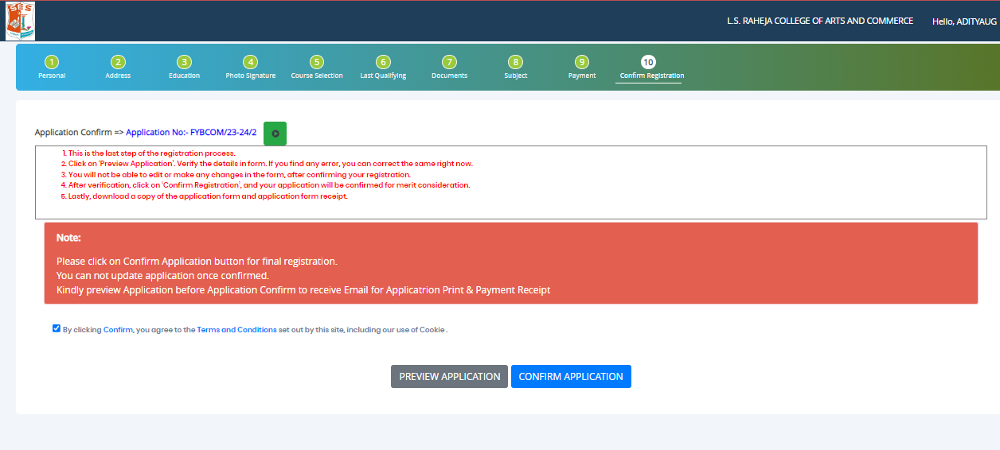 SES
L.S. RAHEJA COLLEGE OF ARTS AND COMMERCE
Hello, ADITYAUG
1 2 3 4 5 6 7 8 9 10
Personal Address Education Photo Signature Course Selection Last Qualifying Documents Subject Payment Confirm Registration
Application Confirm => Application No:- FYBCOM/23-24/2
1. This is the last step of the registration process.
2. Click on 'Preview Application'. Verify the details in form. If you find any error, you can correct the same right now.
3. You will not be able to edit or make any changes in the form, after confirming your registration.
4. After verification, click on 'Confirm Registration', and your application will be confirmed for merit consideration.
5. Lastly, download a copy of the application form and application form receipt.
Note:
Please click on Confirm Application button for final registration.
You can not update application once confirmed.
Kindly preview Application before Application Confirm to receive Email for Applicatrion Print & Payment Receipt
By clicking Confirm, you agree to the Terms and Conditions set out by this site, including our use of Cookie .
PREVIEW APPLICATION CONFIRM APPLICATION